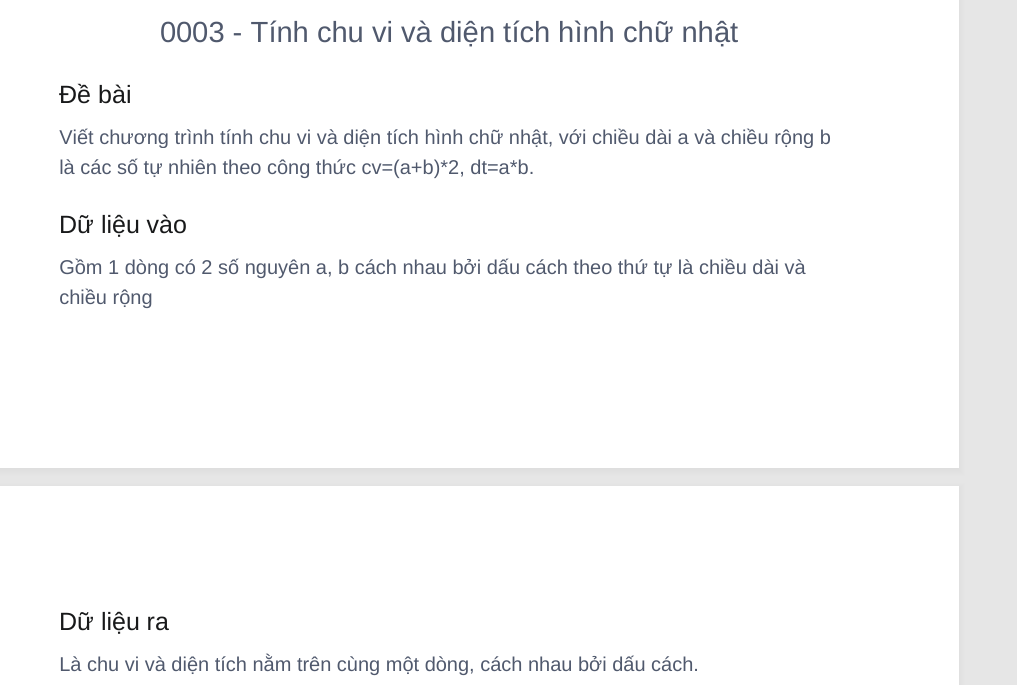 0003 - Tính chu vi và diện tích hình chữ nhật
Đề bài
Viết chương trình tính chu vi và diện tích hình chữ nhật, với chiều dài a và chiều rộng b
là các số tự nhiên theo công thức cv=(a+b)*2, dt=a*b.
Dữ liệu vào
Gồm 1 dòng có 2 số nguyên a, b cách nhau bởi dấu cách theo thứ tự là chiều dài và
chiều rộng
Dữ liệu ra
Là chu vi và diện tích nằm trên cùng một dòng, cách nhau bởi dấu cách.